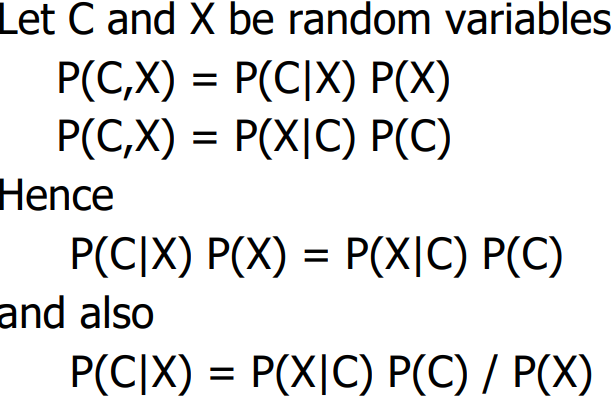 Let C and X be random variables
P(C,X) = P(C|X) P(X)
P(C,X) = P(X|C) P(C)
Hence
P(C|X) P(X) = P(X|C) P(C)
and also
P(C|X) = P(X|C) P(C) / P(X)